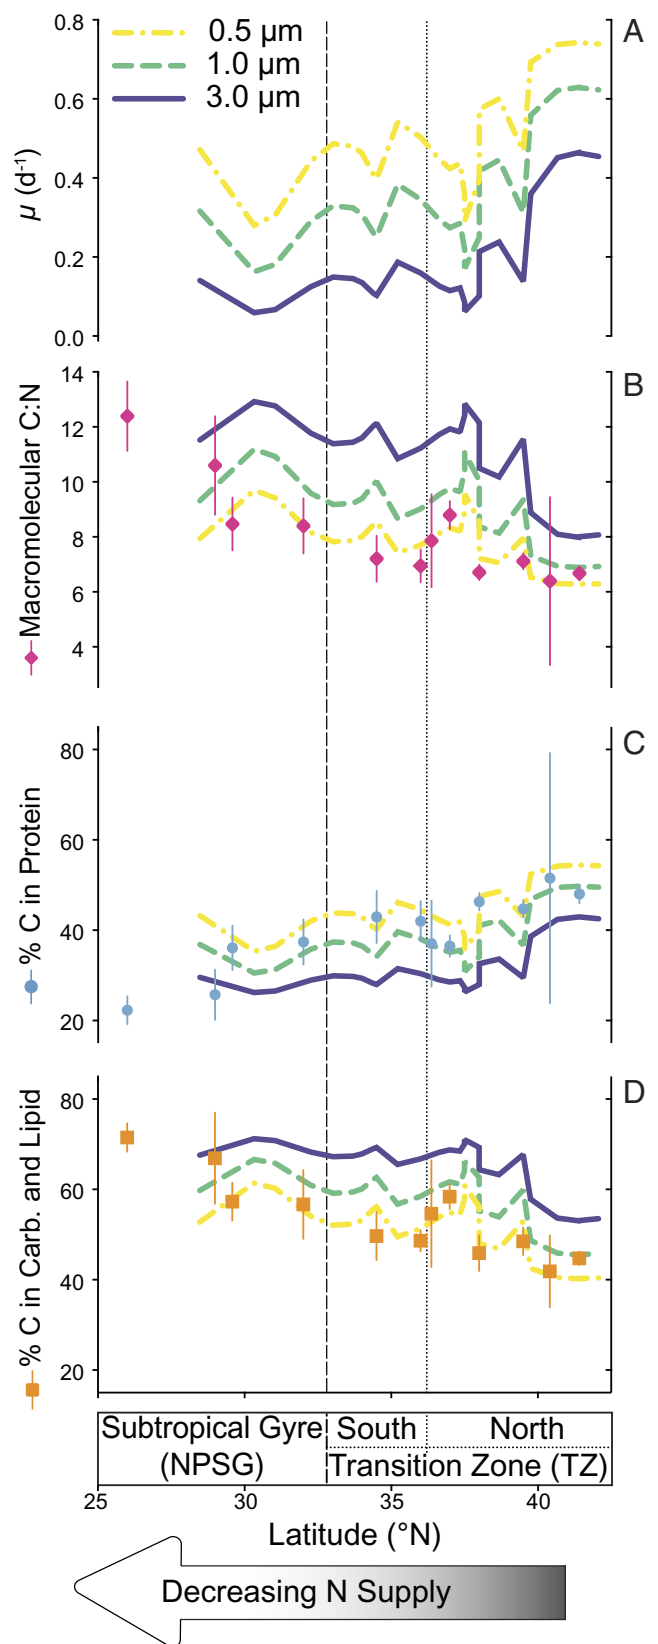 A
0.5 µm
1.0 µm
3.0 µm
0.8
0.6
0.4
0.2
0.0
µ (d⁻¹)
B
14
12
10
8
6
4
Macromolecular C:N
C
80
60
40
20
% C in Protein
D
80
60
40
20
% C in Carb. and Lipid
Subtropical Gyre
(NPSG)
South
North
Transition Zone (TZ)
25
30
35
40
Latitude (°N)
Decreasing N Supply